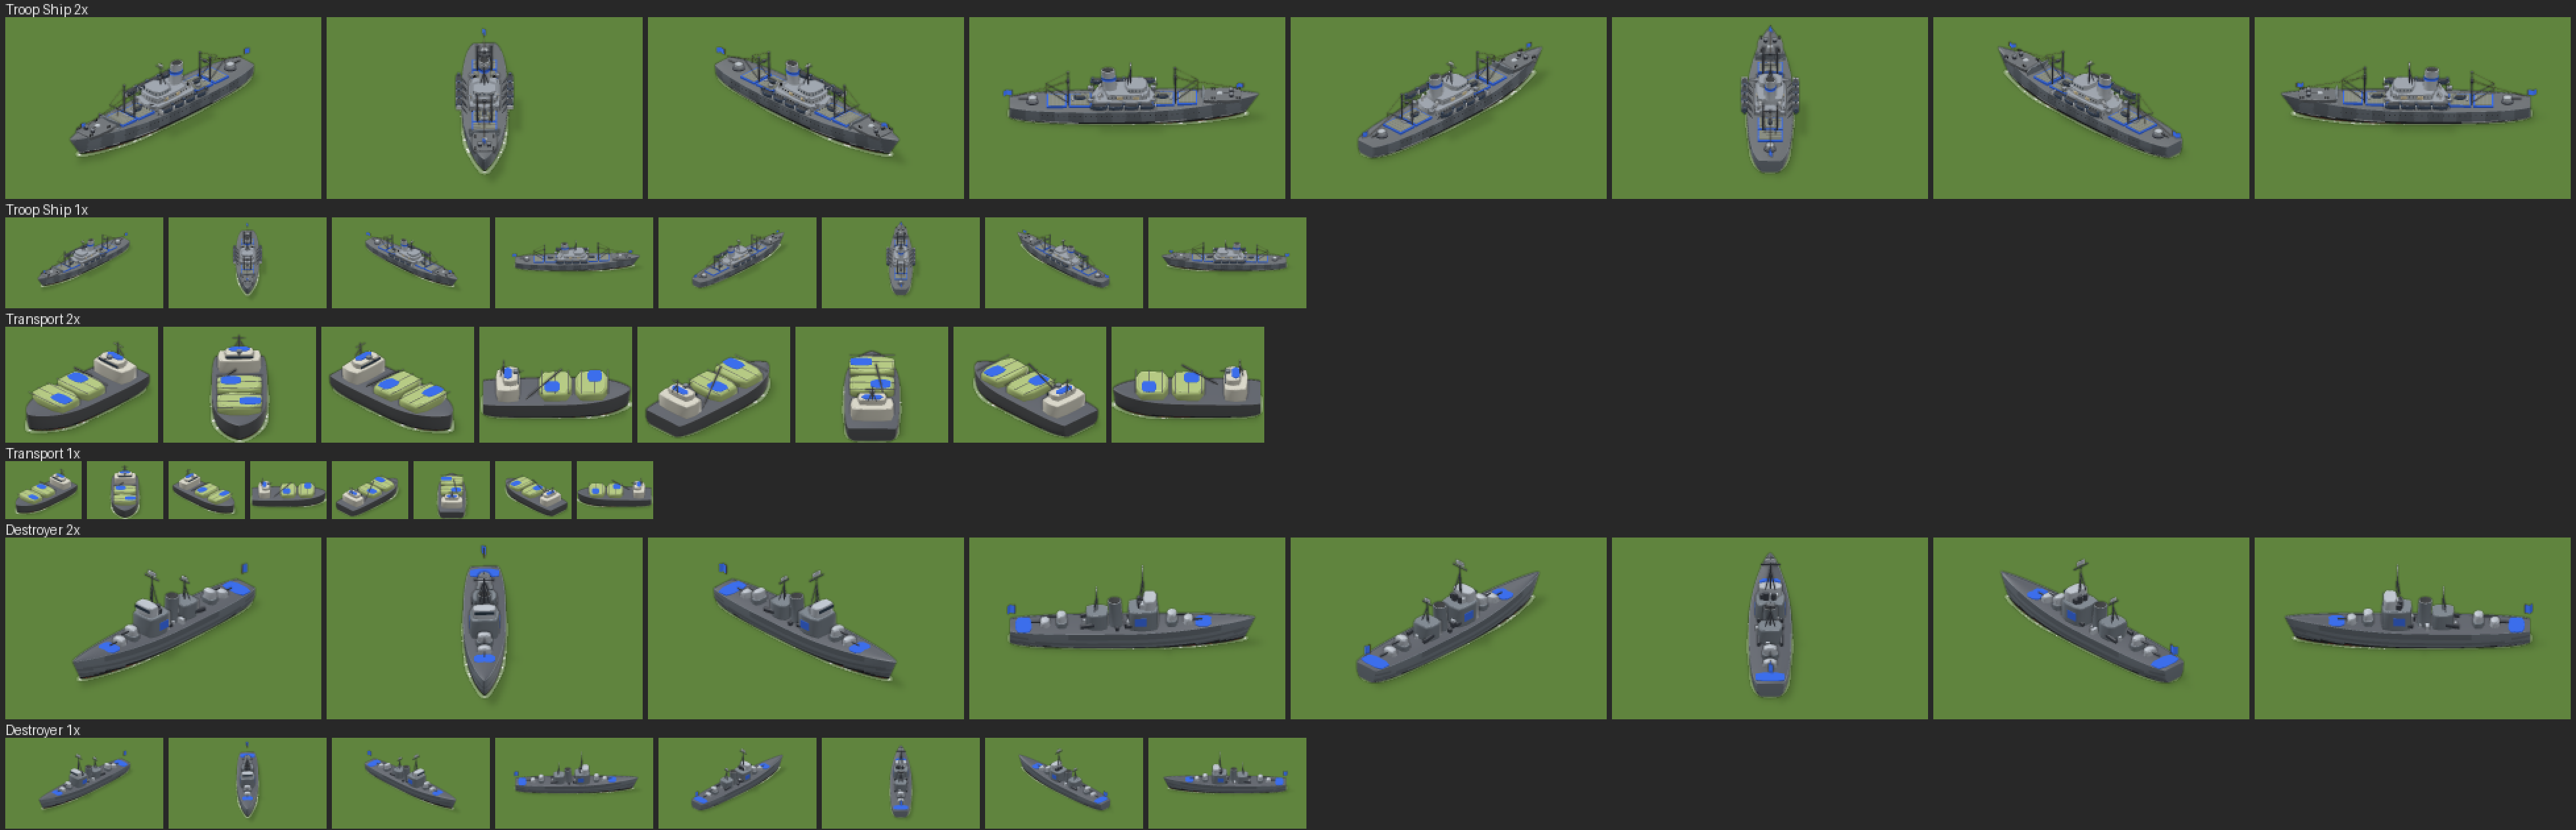 Troop Ship 2x
Troop Ship 1x
Transport 2x
Transport 1x
Destroyer 2x
Destroyer 1x